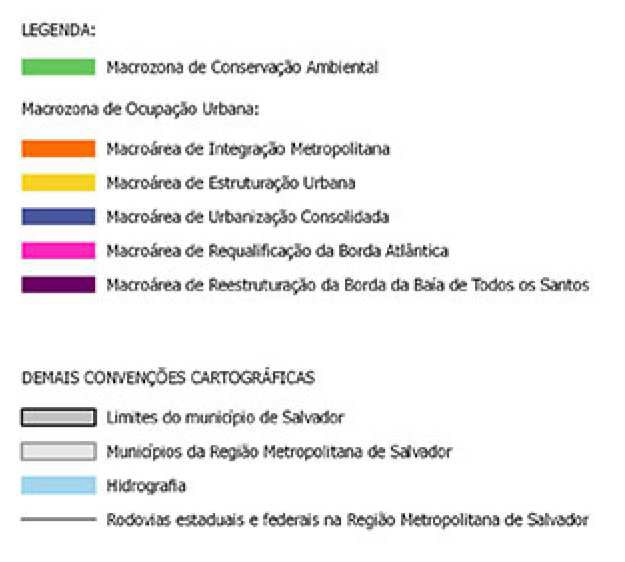 LEGENDA:
Macrozona de Conservação Ambiental
Macrozona de Ocupação Urbana:
Macroárea de Integração Metropolitana
Macroárea de Estruturação Urbana
Macroárea de Urbanização Consolidada
Macroárea de Requalificação da Borda Atlântica
Macroárea de Reestruturação da Borda da Baía de Todos os Santos
DEMAIS CONVENÇÕES CARTOGRÁFICAS
Limites do município de Salvador
Municípios da Região Metropolitana de Salvador
Hidrografia
Rodovias estaduais e federais na Região Metropolitana de Salvador